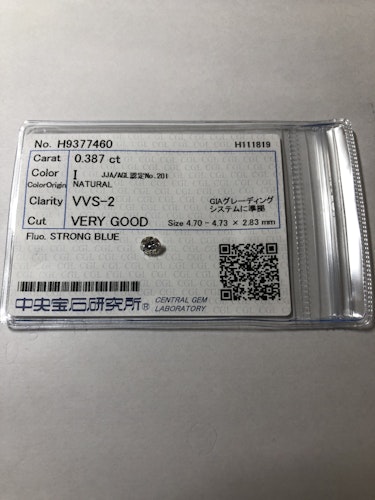 No. H9377460 H111819
Carat 0.387 ct
Color I JJA/AGL認定No.201
ColorOrigin NATURAL
Clarity VVS-2 GIAグレーディング
システムに準拠
Cut VERY GOOD Size 4.70 - 4.73 × 2.83 mm
Fluo. STRONG BLUE
中央宝石研究所® CENTRAL GEM
LABORATORY